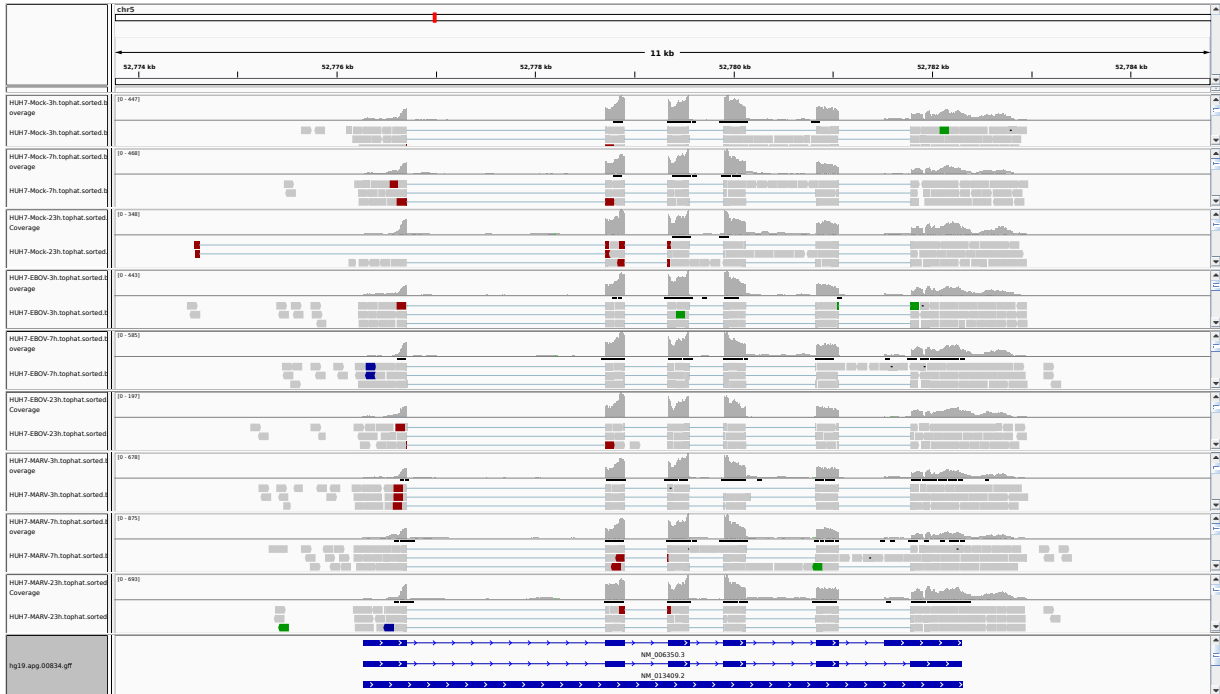 chr5
11 kb
52,774 kb 52,776 kb 52,778 kb 52,780 kb 52,782 kb 52,784 kb
HUH7-Mock-3h.tophat.sorted.b
overage
[0 - 447]
HUH7-Mock-3h.tophat.sorted.b
HUH7-Mock-7h.tophat.sorted.b
overage
[0 - 468]
HUH7-Mock-7h.tophat.sorted.b
HUH7-Mock-23h.tophat.sorted.
Coverage
[0 - 348]
HUH7-Mock-23h.tophat.sorted.
HUH7-EBOV-3h.tophat.sorted.b
overage
[0 - 443]
HUH7-EBOV-3h.tophat.sorted.b
HUH7-EBOV-7h.tophat.sorted.b
overage
[0 - 585]
HUH7-EBOV-7h.tophat.sorted.b
HUH7-EBOV-23h.tophat.sorted.
Coverage
[0 - 197]
HUH7-EBOV-23h.tophat.sorted
HUH7-MARV-3h.tophat.sorted.b
overage
[0 - 678]
HUH7-MARV-3h.tophat.sorted.b
HUH7-MARV-7h.tophat.sorted.b
overage
[0 - 875]
HUH7-MARV-7h.tophat.sorted.b
HUH7-MARV-23h.tophat.sorted
Coverage
[0 - 693]
HUH7-MARV-23h.tophat.sorted
hg19.apg.00834.gff
NM_006350.3
NM_013409.2